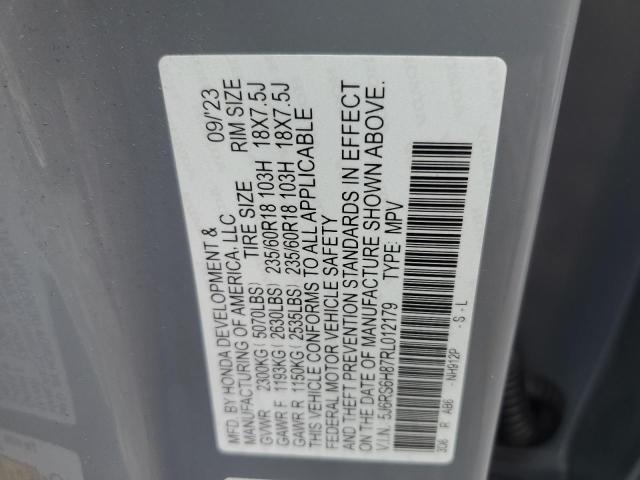 MFD. BY HONDA DEVELOPMENT & 09/'23
MANUFACTURING OF AMERICA, LLC
TIRE SIZE RIM SIZE
GVWR 2300KG ( 5070LBS)
GAWR F 1193KG ( 2630LBS) 235/60R18 103H 18X7.5J
GAWR R 1150KG ( 2535LBS) 235/60R18 103H 18X7.5J
THIS VEHICLE CONFORMS TO ALL APPLICABLE
FEDERAL MOTOR VEHICLE SAFETY
AND THEFT PREVENTION STANDARDS IN EFFECT
ON THE DATE OF MANUFACTURE SHOWN ABOVE.
V.I.N. 5J6RS6H87RL012179 TYPE: MPV
3D8 R AB6 -NH912P - S - L